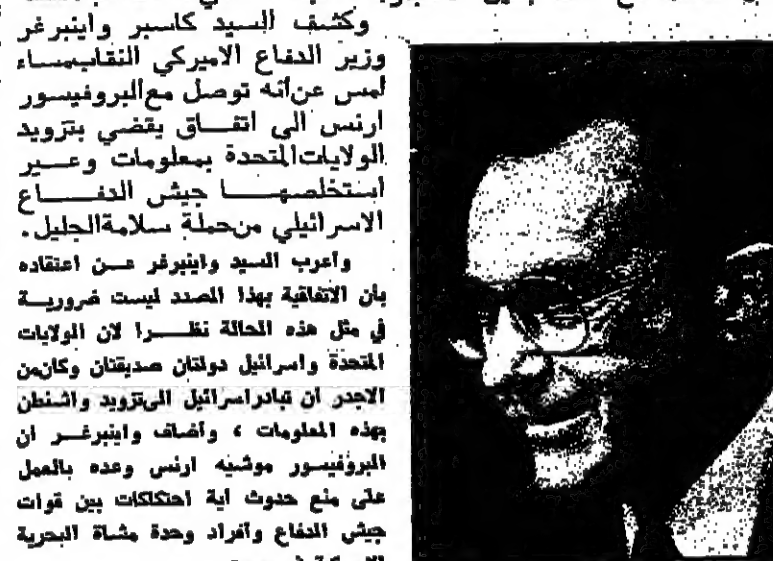 وكشف السيد كاسبر واينبرغر
وزير الدفاع الاميركي النقاب مساء
امس عن أنه توصل مع البروفيسور
ارنس الى اتفاق يقضي بتزويد
الولايات المتحدة بمعلومات وعبر
استخلصها جيش الدفاع
الاسرائيلي من حملة سلامة الجليل .
واعرب السيد واينبرغر عن اعتقاده
بأن الاتفاقية بهذا الصدد ليست ضرورية
في مثل هذه الحالة نظرا لان الولايات
المتحدة واسرائيل دولتان صديقتان وكان من
الاجدر ان تبادر اسرائيل الى تزويد واشنطن
بهذه المعلومات ، وأضاف واينبرغر ان
البروفيسور موشيه ارنس وعده بالعمل
على منع حدوث اية احتكاكات بين قوات
جيش الدفاع وأفراد وحدة مشاة البحرية